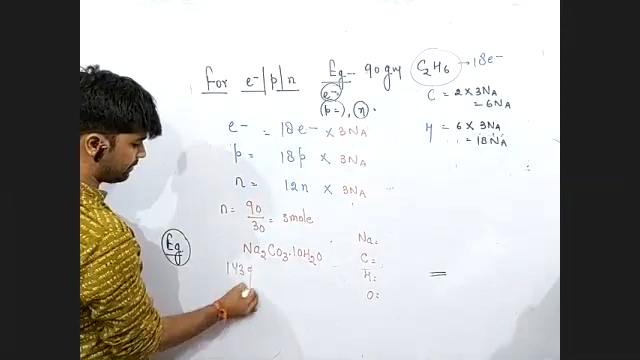 For e-|p|n Eg- 90 gm C2H6 → 18e-
e-
p=, n.
C = 2 × 3NA
= 6NA
H = 6 × 3NA
= 18NA
e- = 18e- × 3NA
p = 18p × 3NA
n = 12n × 3NA
n = 90/30 = 3mole
Eg
Na2CO3.10H2O
143g
Na:
C:
H:
O:
=